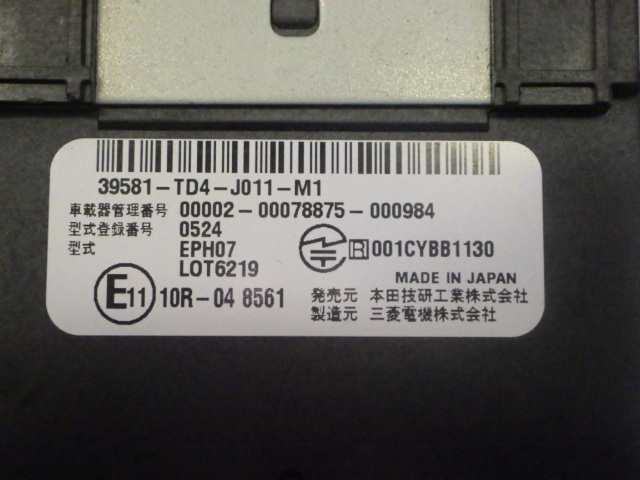 39581-TD4-J011-M1
車載器管理番号 00002-00078875-000984
型式登録番号 0524
型式 EPH07
LOT6219
R 001CYBB1130
MADE IN JAPAN
E11 10R-04 8561
発売元 本田技研工業株式会社
製造元 三菱電機株式会社